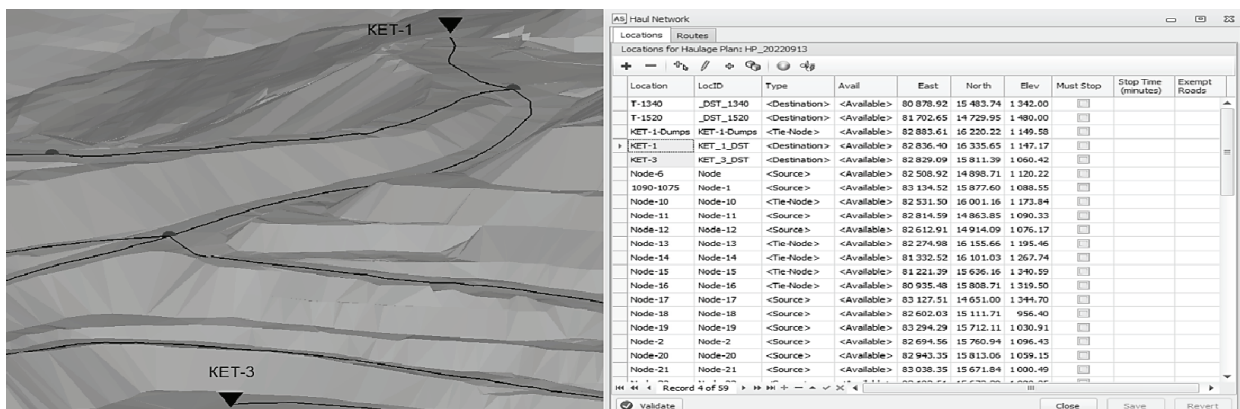 KET-1
KET-3
AS Haul Network
Locations Routes
Locations for Haulage Plan: HP_20220913
Location LocID Type Avail East North Elev Must Stop Stop Time (minutes) Exempt Roads
T-1340 _DST_1340 <Destination> <Available> 80 878.92 15 483.74 1 342.00
T-1520 _DST_1520 <Destination> <Available> 81 702.65 14 729.95 1 480.00
KET-1-Dumps KET-1-Dumps <Tie-Node> <Available> 82 883.61 16 220.22 1 149.58
KET-1 KET_1_DST <Destination> <Available> 82 836.40 16 335.65 1 147.17
KET-3 KET_3_DST <Destination> <Available> 82 829.09 15 811.39 1 060.42
Node-6 Node <Source> <Available> 82 508.92 14 898.71 1 120.22
1090-1075 Node-1 <Source> <Available> 83 134.52 15 877.60 1 088.55
Node-10 Node-10 <Tie-Node> <Available> 82 531.50 16 001.16 1 173.84
Node-11 Node-11 <Source> <Available> 82 814.59 14 863.85 1 090.33
Node-12 Node-12 <Source> <Available> 82 612.91 14 914.09 1 076.17
Node-13 Node-13 <Tie-Node> <Available> 82 274.98 16 155.66 1 195.46
Node-14 Node-14 <Tie-Node> <Available> 81 332.52 16 101.03 1 267.74
Node-15 Node-15 <Tie-Node> <Available> 81 221.39 15 636.16 1 340.59
Node-16 Node-16 <Tie-Node> <Available> 80 935.48 15 808.71 1 319.50
Node-17 Node-17 <Source> <Available> 83 127.51 14 651.00 1 344.70
Node-18 Node-18 <Source> <Available> 82 602.03 15 111.71 956.40
Node-19 Node-19 <Source> <Available> 83 294.29 15 712.11 1 030.91
Node-2 Node-2 <Source> <Available> 82 694.56 15 760.94 1 096.43
Node-20 Node-20 <Source> <Available> 82 943.35 15 813.06 1 059.15
Node-21 Node-21 <Source> <Available> 83 038.35 15 671.84 1 000.49
Record 4 of 59
Validate Close Save Revert